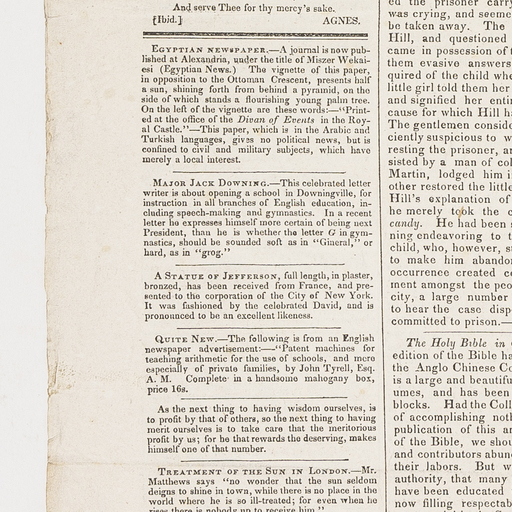 And serve Thee for thy mercy's sake.
[Ibid.] AGNES.
EGYPTIAN NEWSPAPER.—A journal is now pub-
lished at Alexandria, under the title of Miszer Wekai-
esi (Egyptian News.) The vignette of this paper,
in opposition to the Ottoman Crescent, presents half
a sun, shining forth from behind a pyramid, on the
side of which stands a flourishing young palm tree.
On the left of the vignette are these words:—"Print-
ed at the office of the Divan of Events in the Roy-
al Castle."—This paper, which is in the Arabic and
Turkish languages, gives no political news, but is
confined to civil and military subjects, which have
merely a local interest.
MAJOR JACK DOWNING.—This celebrated letter
writer is about opening a school in Downingville, for
instruction in all branches of English education, in-
cluding speech-making and gymnastics. In a recent
letter he expresses himself more certain of being next
President, than he is whether the letter G in gym-
nastics, should be sounded soft as in "Gineral," or
hard, as in "grog."
A STATUE OF JEFFERSON, full length, in plaster,
bronzed, has been received from France, and pre-
sented to the corporation of the City of New York.
It was fashioned by the celebrated David, and is
pronounced to be an excellent likeness.
QUITE NEW.—The following is from an English
newspaper advertisement:—"Patent machines for
teaching arithmetic for the use of schools, and more
especially of private families, by John Tyrell, Esq.
A. M. Complete in a handsome mahogany box,
price 16s.
As the next thing to having wisdom ourselves, is
to profit by that of others, so the next thing to having
merit ourselves is to take care that the meritorious
profit by us; for he that rewards the deserving, makes
himself one of that number.
TREATMENT OF THE SUN IN LONDON.—Mr.
Matthews says "no wonder that the sun seldom
deigns to shine in town, while there is no place in the
world where he is so ill-treated; for even when he
rises there is nobody up to receive him."
ed the prisoner carry
was crying, and seeme
be taken away. The
Hill, and questioned
came in possession of t
them evasive answers
quired of the child whe
little girl told them her
and signified her enti
cause for which Hill ha
The gentlemen conside
ciently suspicious to w
resting the prisoner, an
sisted by a man of col
Martin, lodged him i
other restored the little
Hill's explanation of
he merely took the c
candy. He had been
ning endeavoring to t
child, who, however, s
to make him abandon
occurrence created co
ment amongst the peo
city, a large number
to hear the case disp
committed to prison.—
The Holy Bible in
edition of the Bible ha
the Anglo Chinese Co
is a large and beautifu
umes, and has been
blocks. Had the Coll
of accomplishing noth
publication of this an
of the Bible, we shou
and contributors abun
their labors. But w
authority, that many
have been educated
now filling respectab